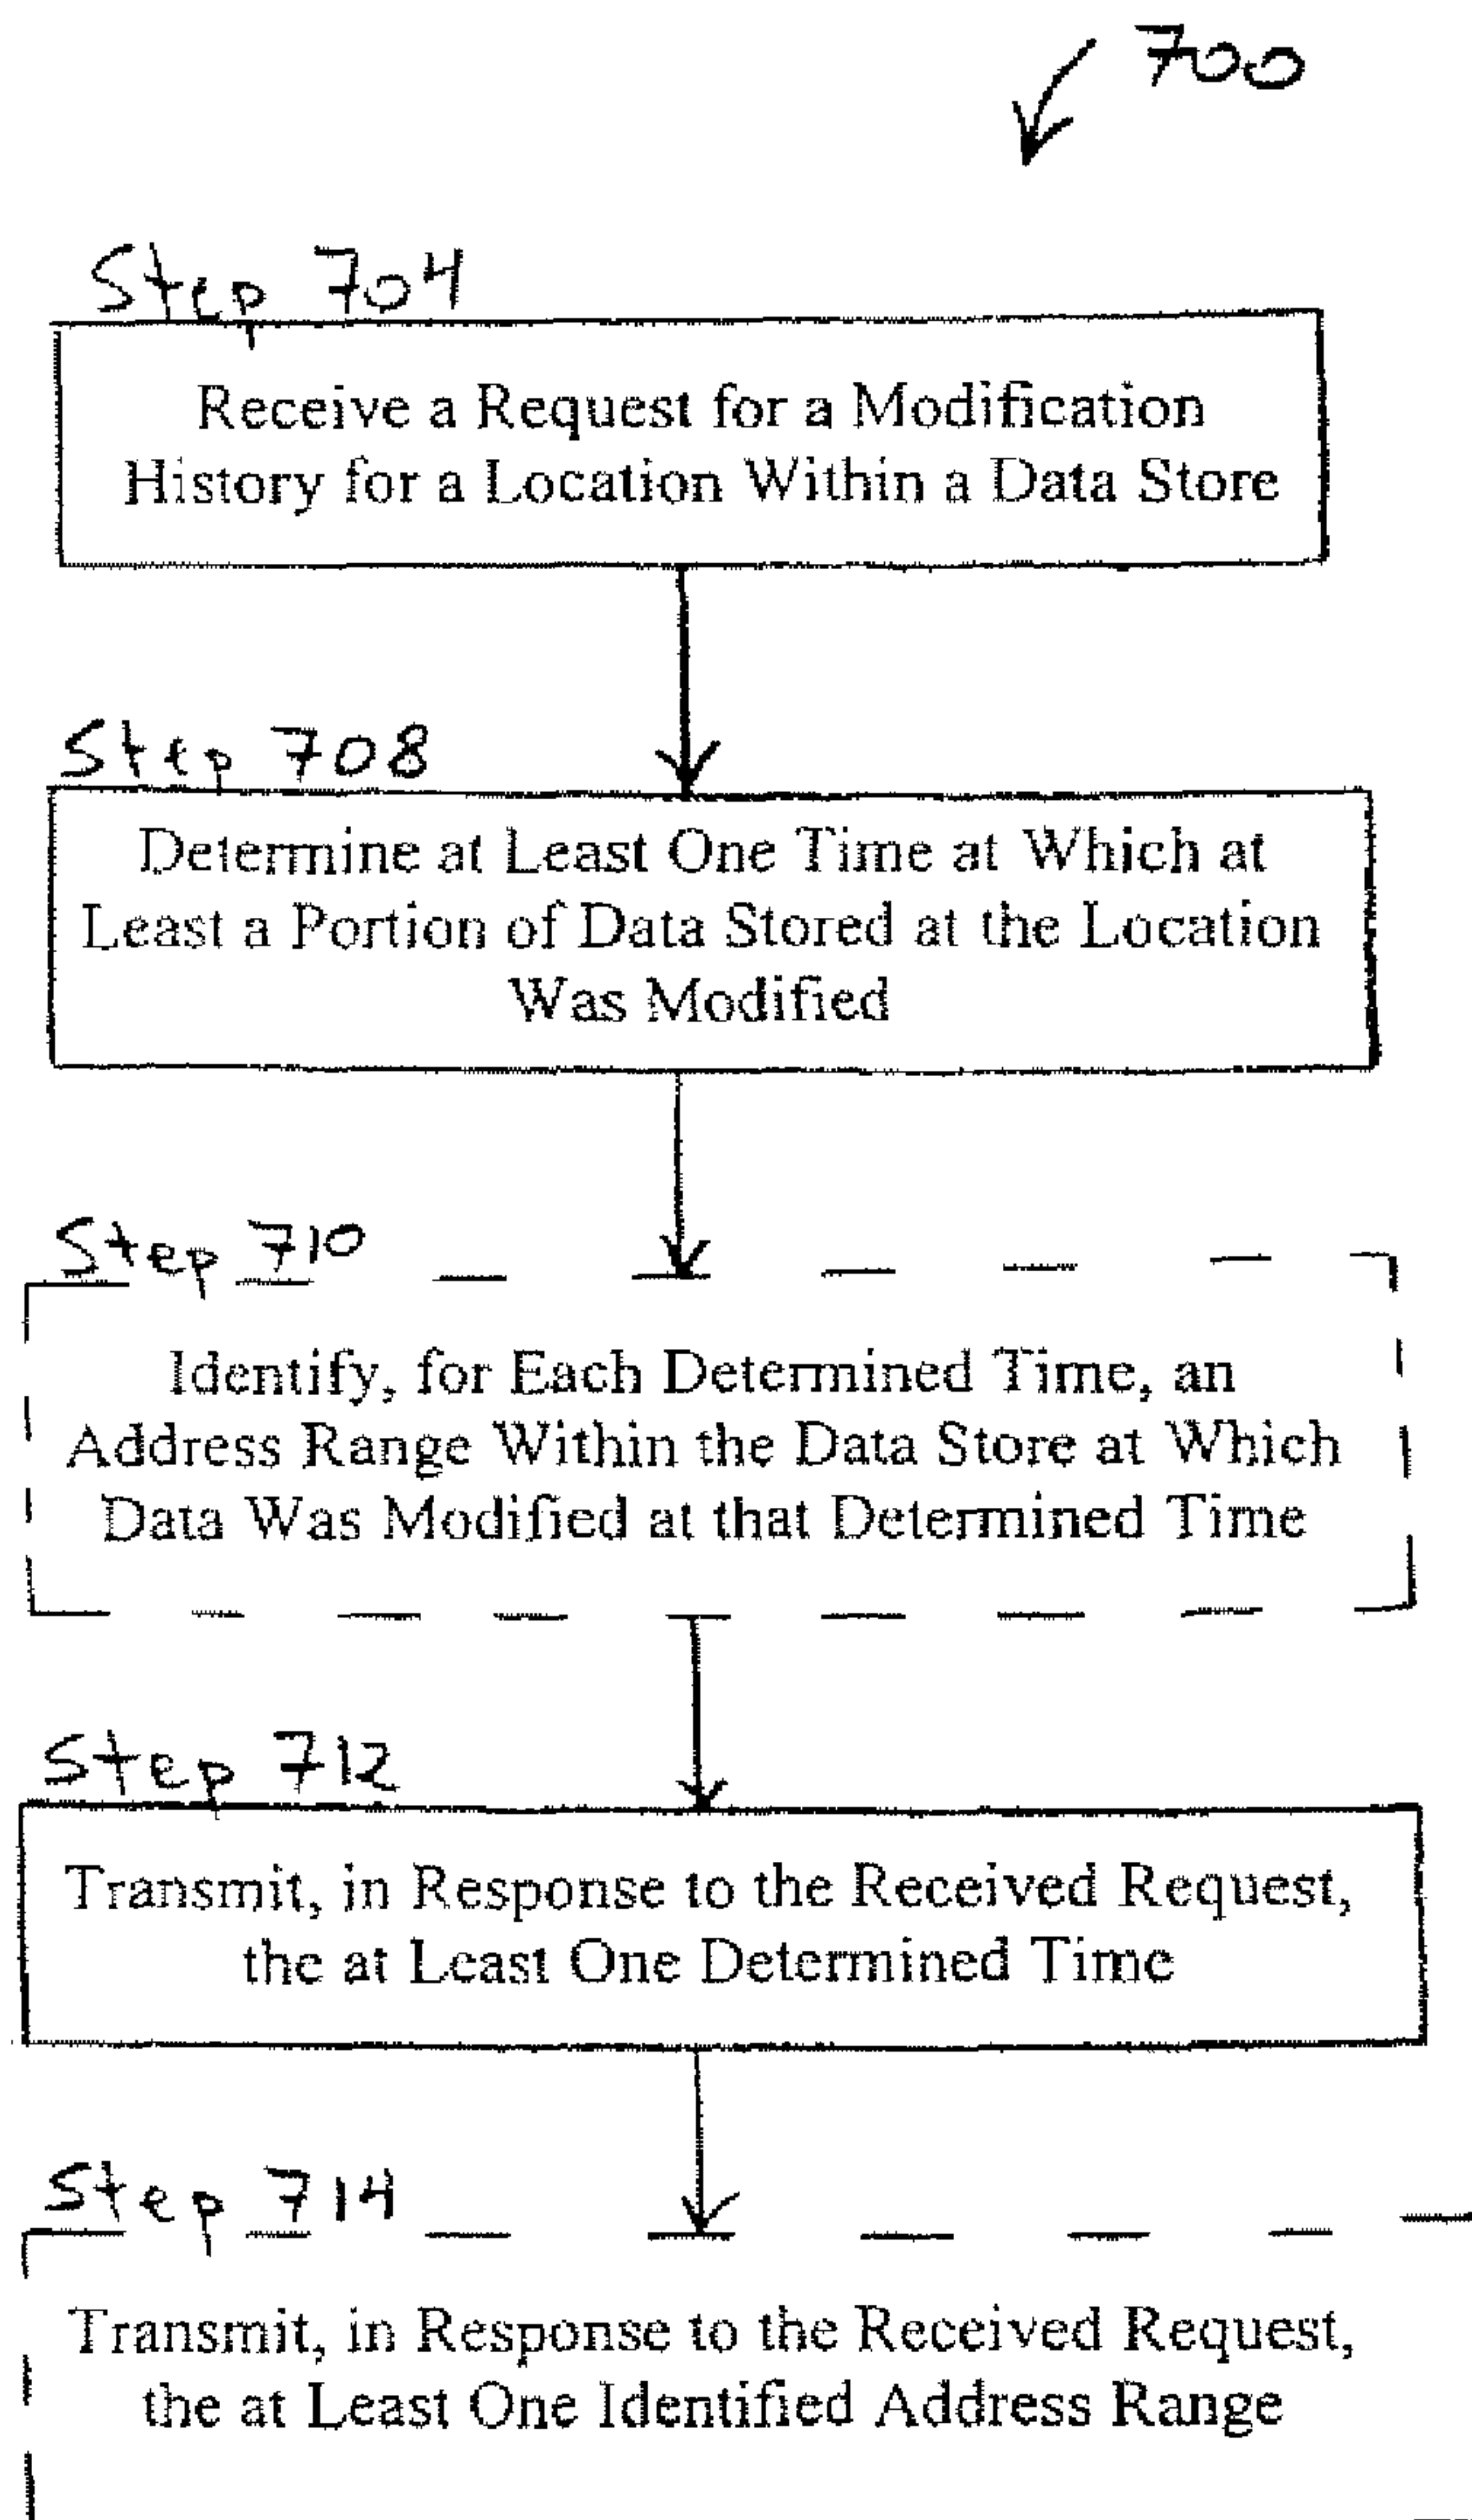 700
Step 704
Receive a Request for a Modification
History for a Location Within a Data Store
Step 708
Determine at Least One Time at Which at
Least a Portion of Data Stored at the Location
Was Modified
Step 710
Identify, for Each Determined Time, an
Address Range Within the Data Store at Which
Data Was Modified at that Determined Time
Step 712
Transmit, in Response to the Received Request,
the at Least One Determined Time
Step 714
Transmit, in Response to the Received Request,
the at Least One Identified Address Range